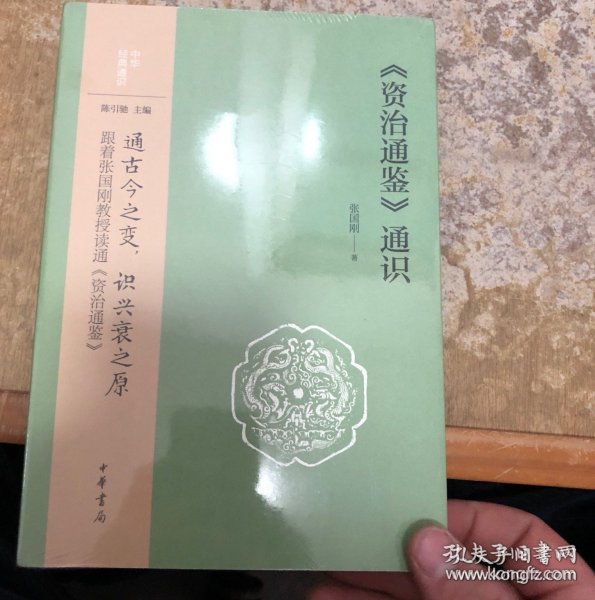 《资治通鉴》通识
张国刚——著
中华
经典通识
陈引驰 主编
通古今之变，识兴衰之原
跟着张国刚教授读通《资治通鉴》
中華書局
孔夫子旧书网
www.kongfz.com